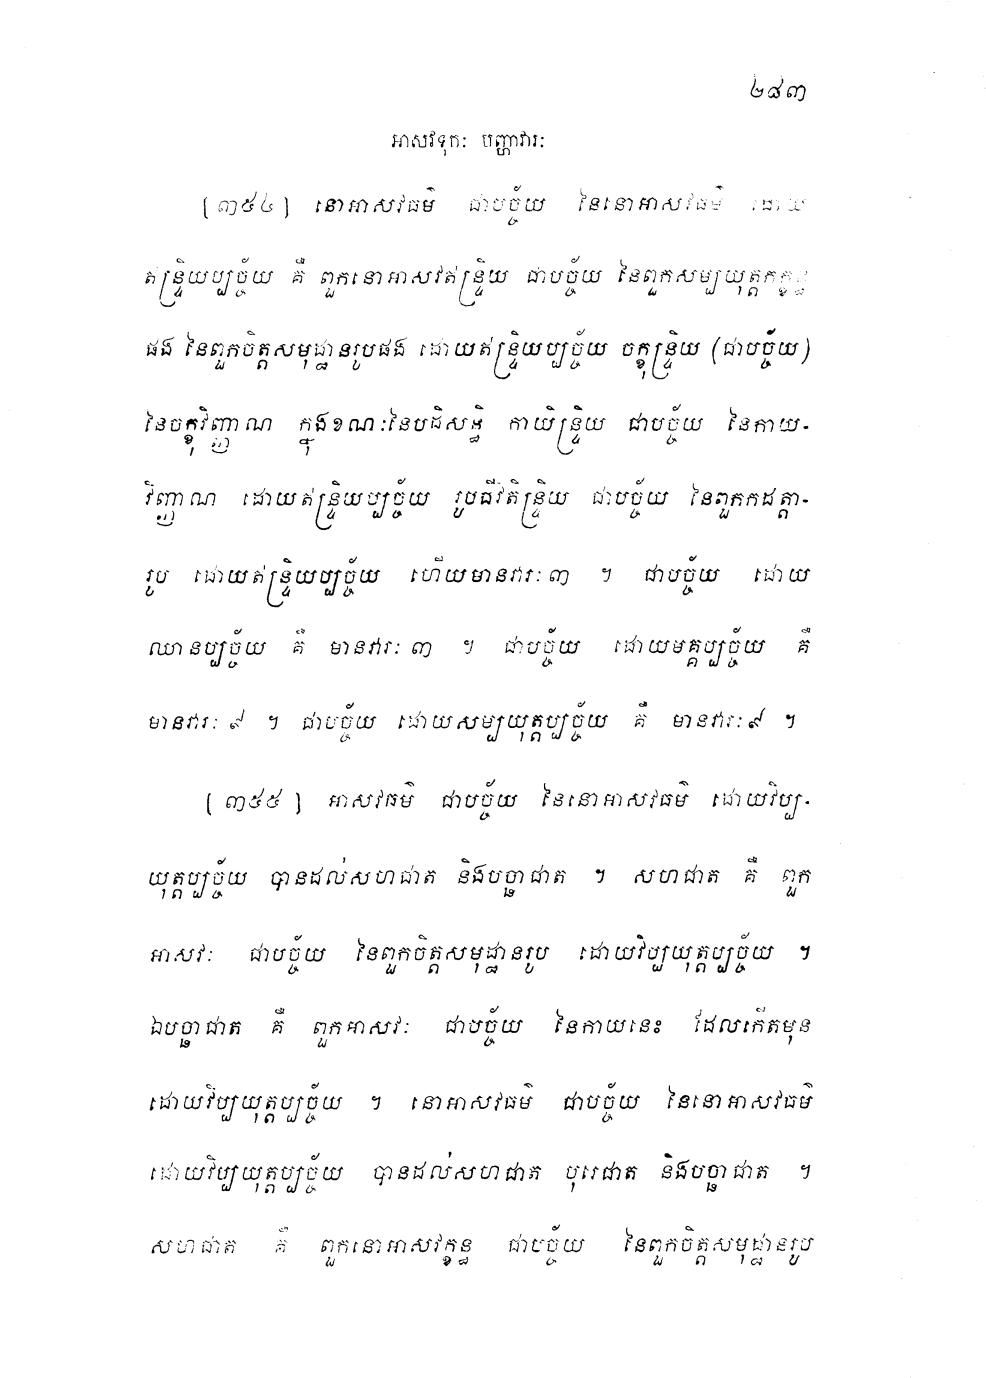 ២៨៣
អាសវទុកៈ បញ្ហាវារៈ
(៣៥៤) នោអាសវធម៌ ជាបច្ច័យ នៃនោអាសវធម៌ ដោយ
ឥន្ទ្រិយប្បច្ច័យ គឺ ពួកនោអាសវឥន្ទ្រិយ ជាបច្ច័យ នៃពួកសម្បយុត្តកក្ខន្ធ
ផង នៃពួកចិត្តសមុដ្ឋានរូបផង ដោយឥន្ទ្រិយប្បច្ច័យ ចក្ខុន្ទ្រិយ (ជាបច្ច័យ)
នៃចក្ខុវិញ្ញាណ ក្នុងខណៈនៃបដិសន្ធិ កាយិន្ទ្រិយ ជាបច្ច័យ នៃកាយ-
វិញ្ញាណ ដោយឥន្ទ្រិយប្បច្ច័យ រូបជីវិតិន្ទ្រិយ ជាបច្ច័យ នៃពួកកដត្តា-
រូប ដោយឥន្ទ្រិយប្បច្ច័យ ហើយមានវារៈ ៣ ។ ជាបច្ច័យ ដោយ
ឈានប្បច្ច័យ គឺ មានវារៈ ៣ ។ ជាបច្ច័យ ដោយមគ្គប្បច្ច័យ គឺ
មានវារៈ ៩ ។ ជាបច្ច័យ ដោយសម្បយុត្តប្បច្ច័យ គឺ មានវារៈ ៩ ។
(៣៥៥) អាសវធម៌ ជាបច្ច័យ នៃនោអាសវធម៌ ដោយវិប្ប-
យុត្តប្បច្ច័យ បានដល់សហជាត និងបច្ឆាជាត ។ សហជាត គឺ ពួក
អាសវៈ ជាបច្ច័យ នៃពួកចិត្តសមុដ្ឋានរូប ដោយវិប្បយុត្តប្បច្ច័យ ។
ឯបច្ឆាជាត គឺ ពួកអាសវៈ ជាបច្ច័យ នៃកាយនេះ ដែលកើតមុន
ដោយវិប្បយុត្តប្បច្ច័យ ។ នោអាសវធម៌ ជាបច្ច័យ នៃនោអាសវធម៌
ដោយវិប្បយុត្តប្បច្ច័យ បានដល់សហជាត បុរេជាត និងបច្ឆាជាត ។
សហជាត គឺ ពួកនោអាសវក្ខន្ធ ជាបច្ច័យ នៃពួកចិត្តសមុដ្ឋានរូប